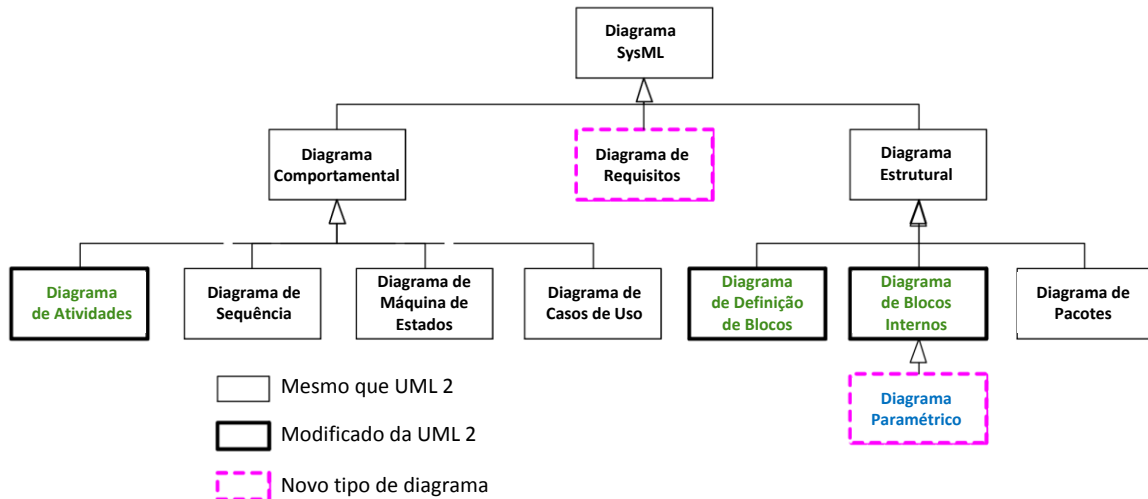 Diagrama
SysML
Diagrama
Comportamental
Diagrama de
Requisitos
Diagrama
Estrutural
Diagrama
de Atividades
Diagrama de
Sequência
Diagrama de
Máquina de
Estados
Diagrama de
Casos de Uso
Diagrama
de Definição
de Blocos
Diagrama
de Blocos
Internos
Diagrama de
Pacotes
Diagrama
Paramétrico
Mesmo que UML 2
Modificado da UML 2
Novo tipo de diagrama